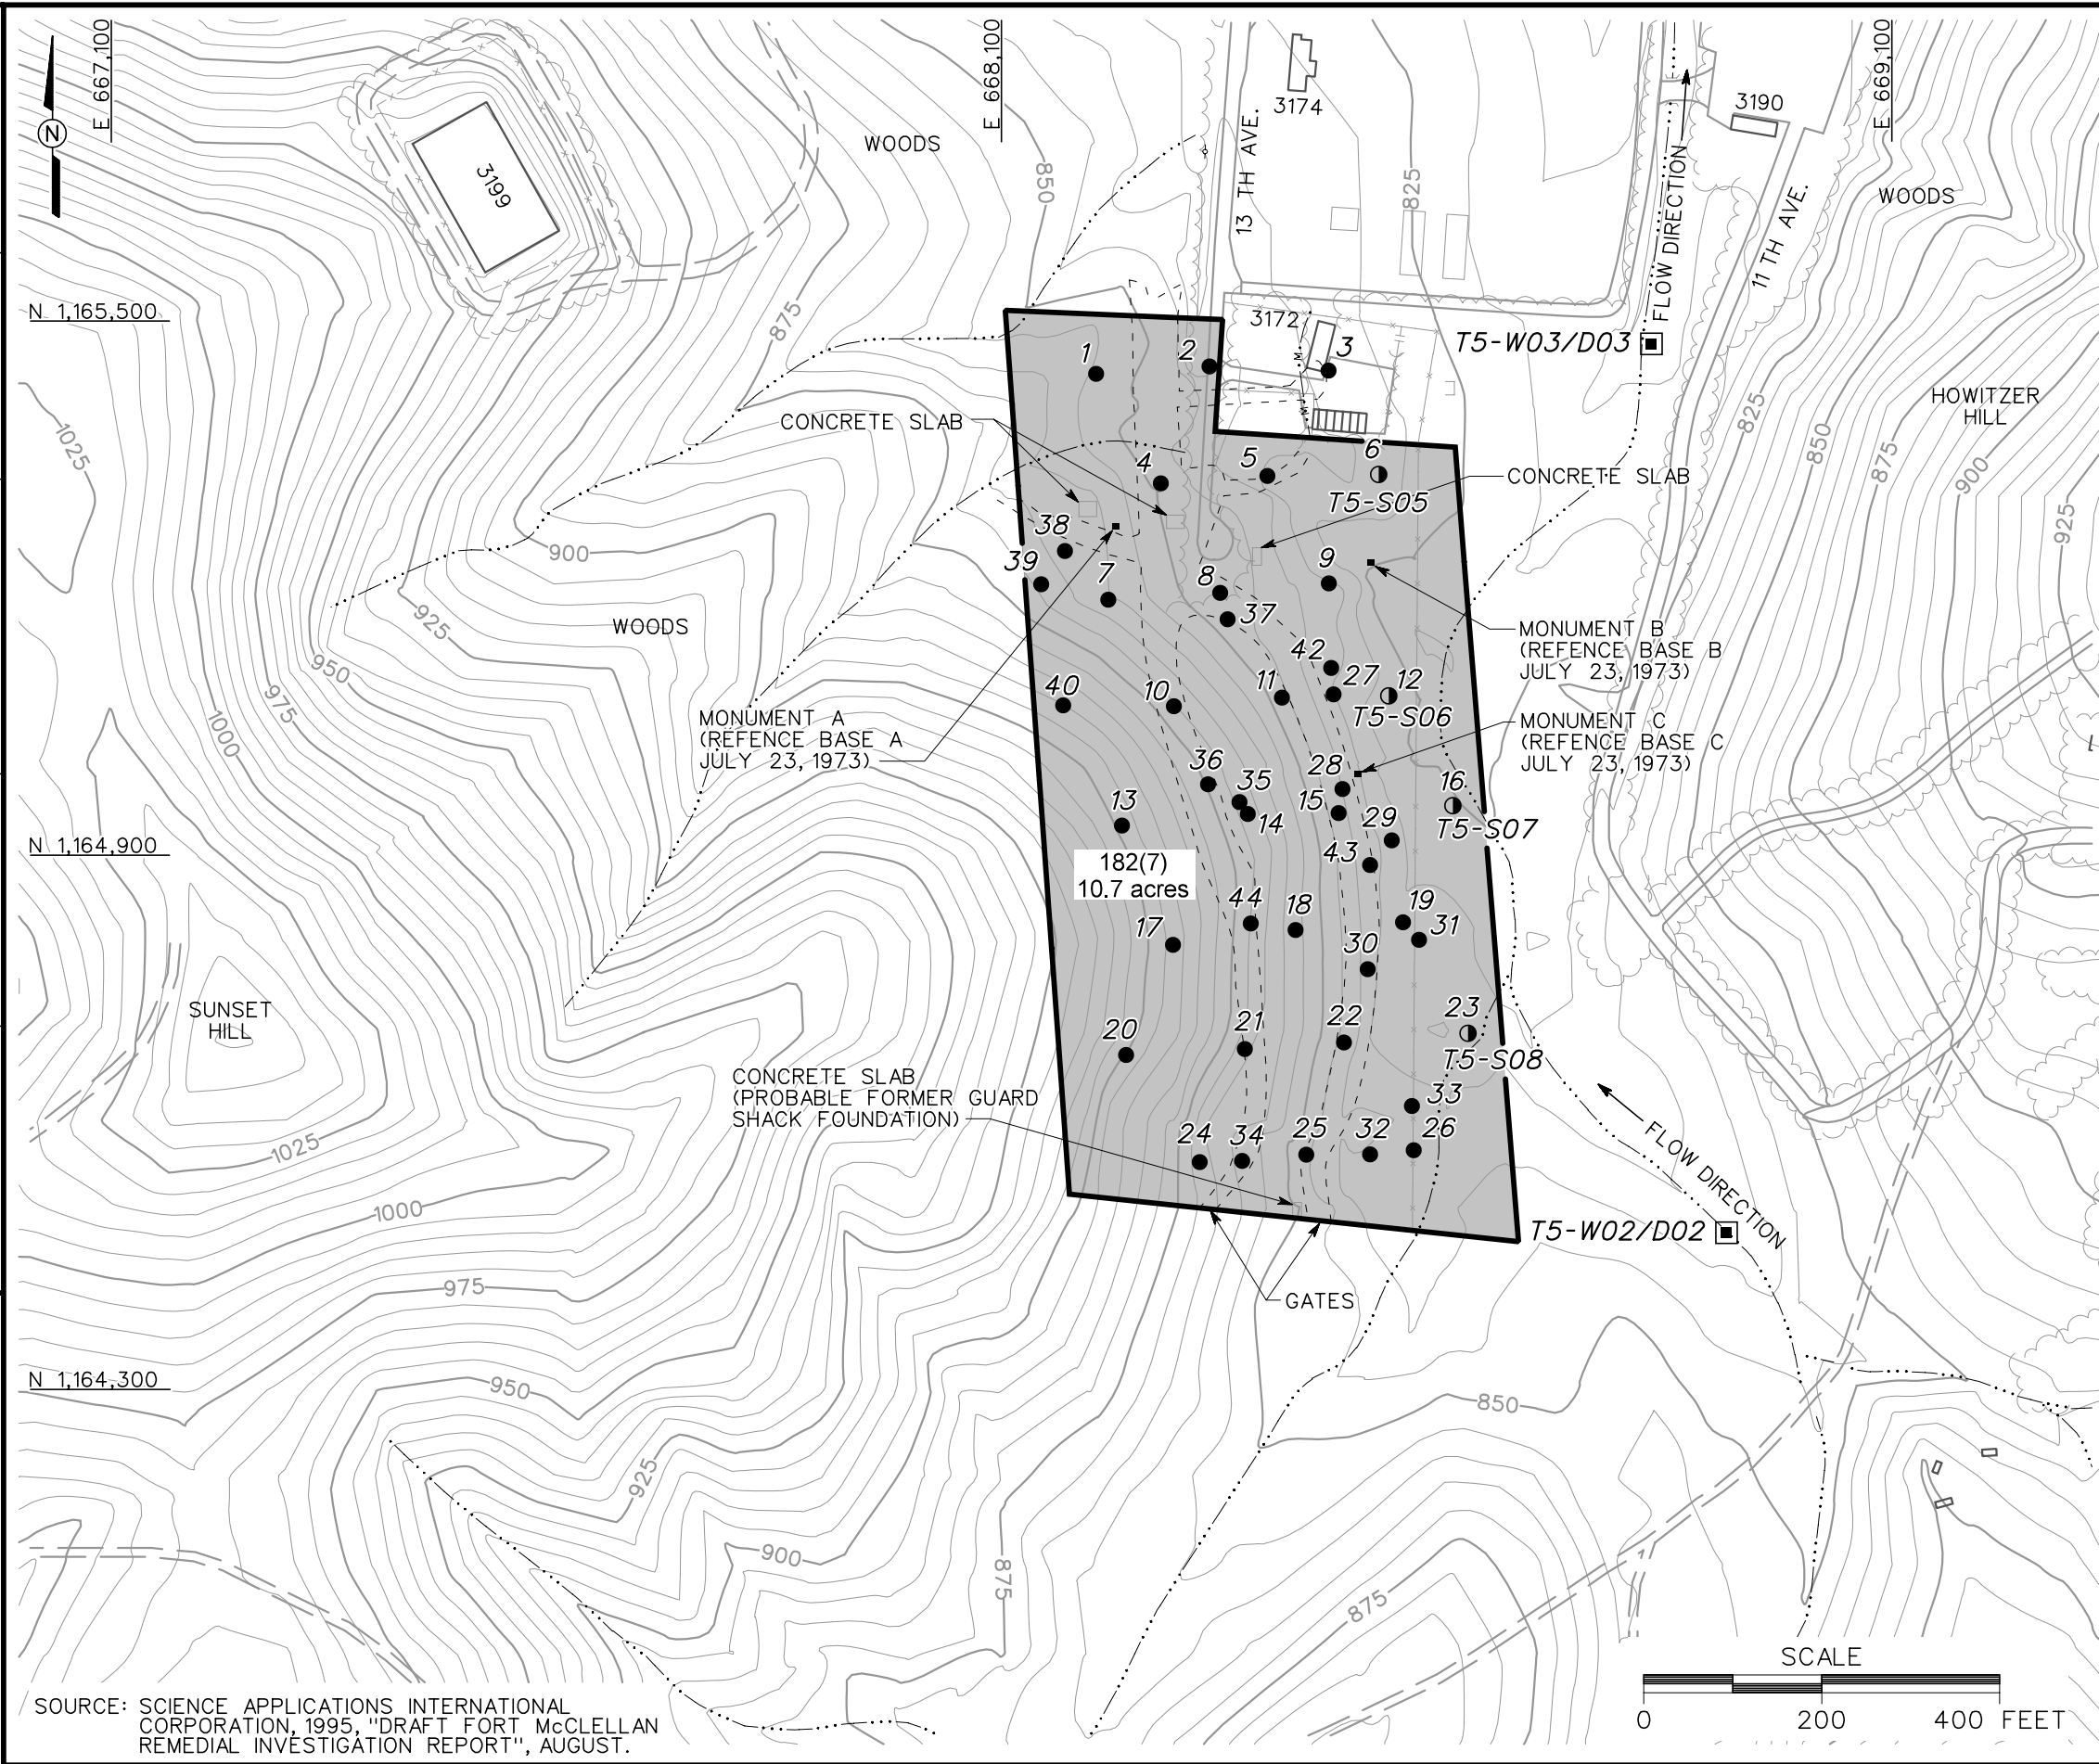 E 667,100
E 668,100
E 669,100
N
3199
WOODS
850
13 TH AVE.
3174
825
FLOW DIRECTION
3190
11 TH AVE.
WOODS
N 1,165,500
875
3172
M
M
3
T5-W03/D03
1
2
HOWITZER
HILL
825
850
875
900
925
1025
CONCRETE SLAB
4
5
6
T5-S05
CONCRETE SLAB
38
39
7
8
37
9
900
925
WOODS
950
975
1000
MONUMENT B
(REFENCE BASE B
JULY 23, 1973)
42
27
12
T5-S06
11
10
40
MONUMENT A
(REFENCE BASE A
JULY 23, 1973)
MONUMENT C
(REFENCE BASE C
JULY 23, 1973)
36
35
14
28
15
29
16
T5-S07
13
43
N 1,164,900
182(7)
10.7 acres
44
18
19
31
17
30
SUNSET
HILL
20
21
22
23
T5-S08
CONCRETE SLAB
(PROBABLE FORMER GUARD
SHACK FOUNDATION)
33
26
24
34
25
32
FLOW DIRECTION
1025
1000
T5-W02/D02
975
GATES
N 1,164,300
950
850
925
900
875
875
SCALE
0 200 400 FEET
SOURCE: SCIENCE APPLICATIONS INTERNATIONAL
CORPORATION, 1995, "DRAFT FORT McCLELLAN
REMEDIAL INVESTIGATION REPORT", AUGUST.